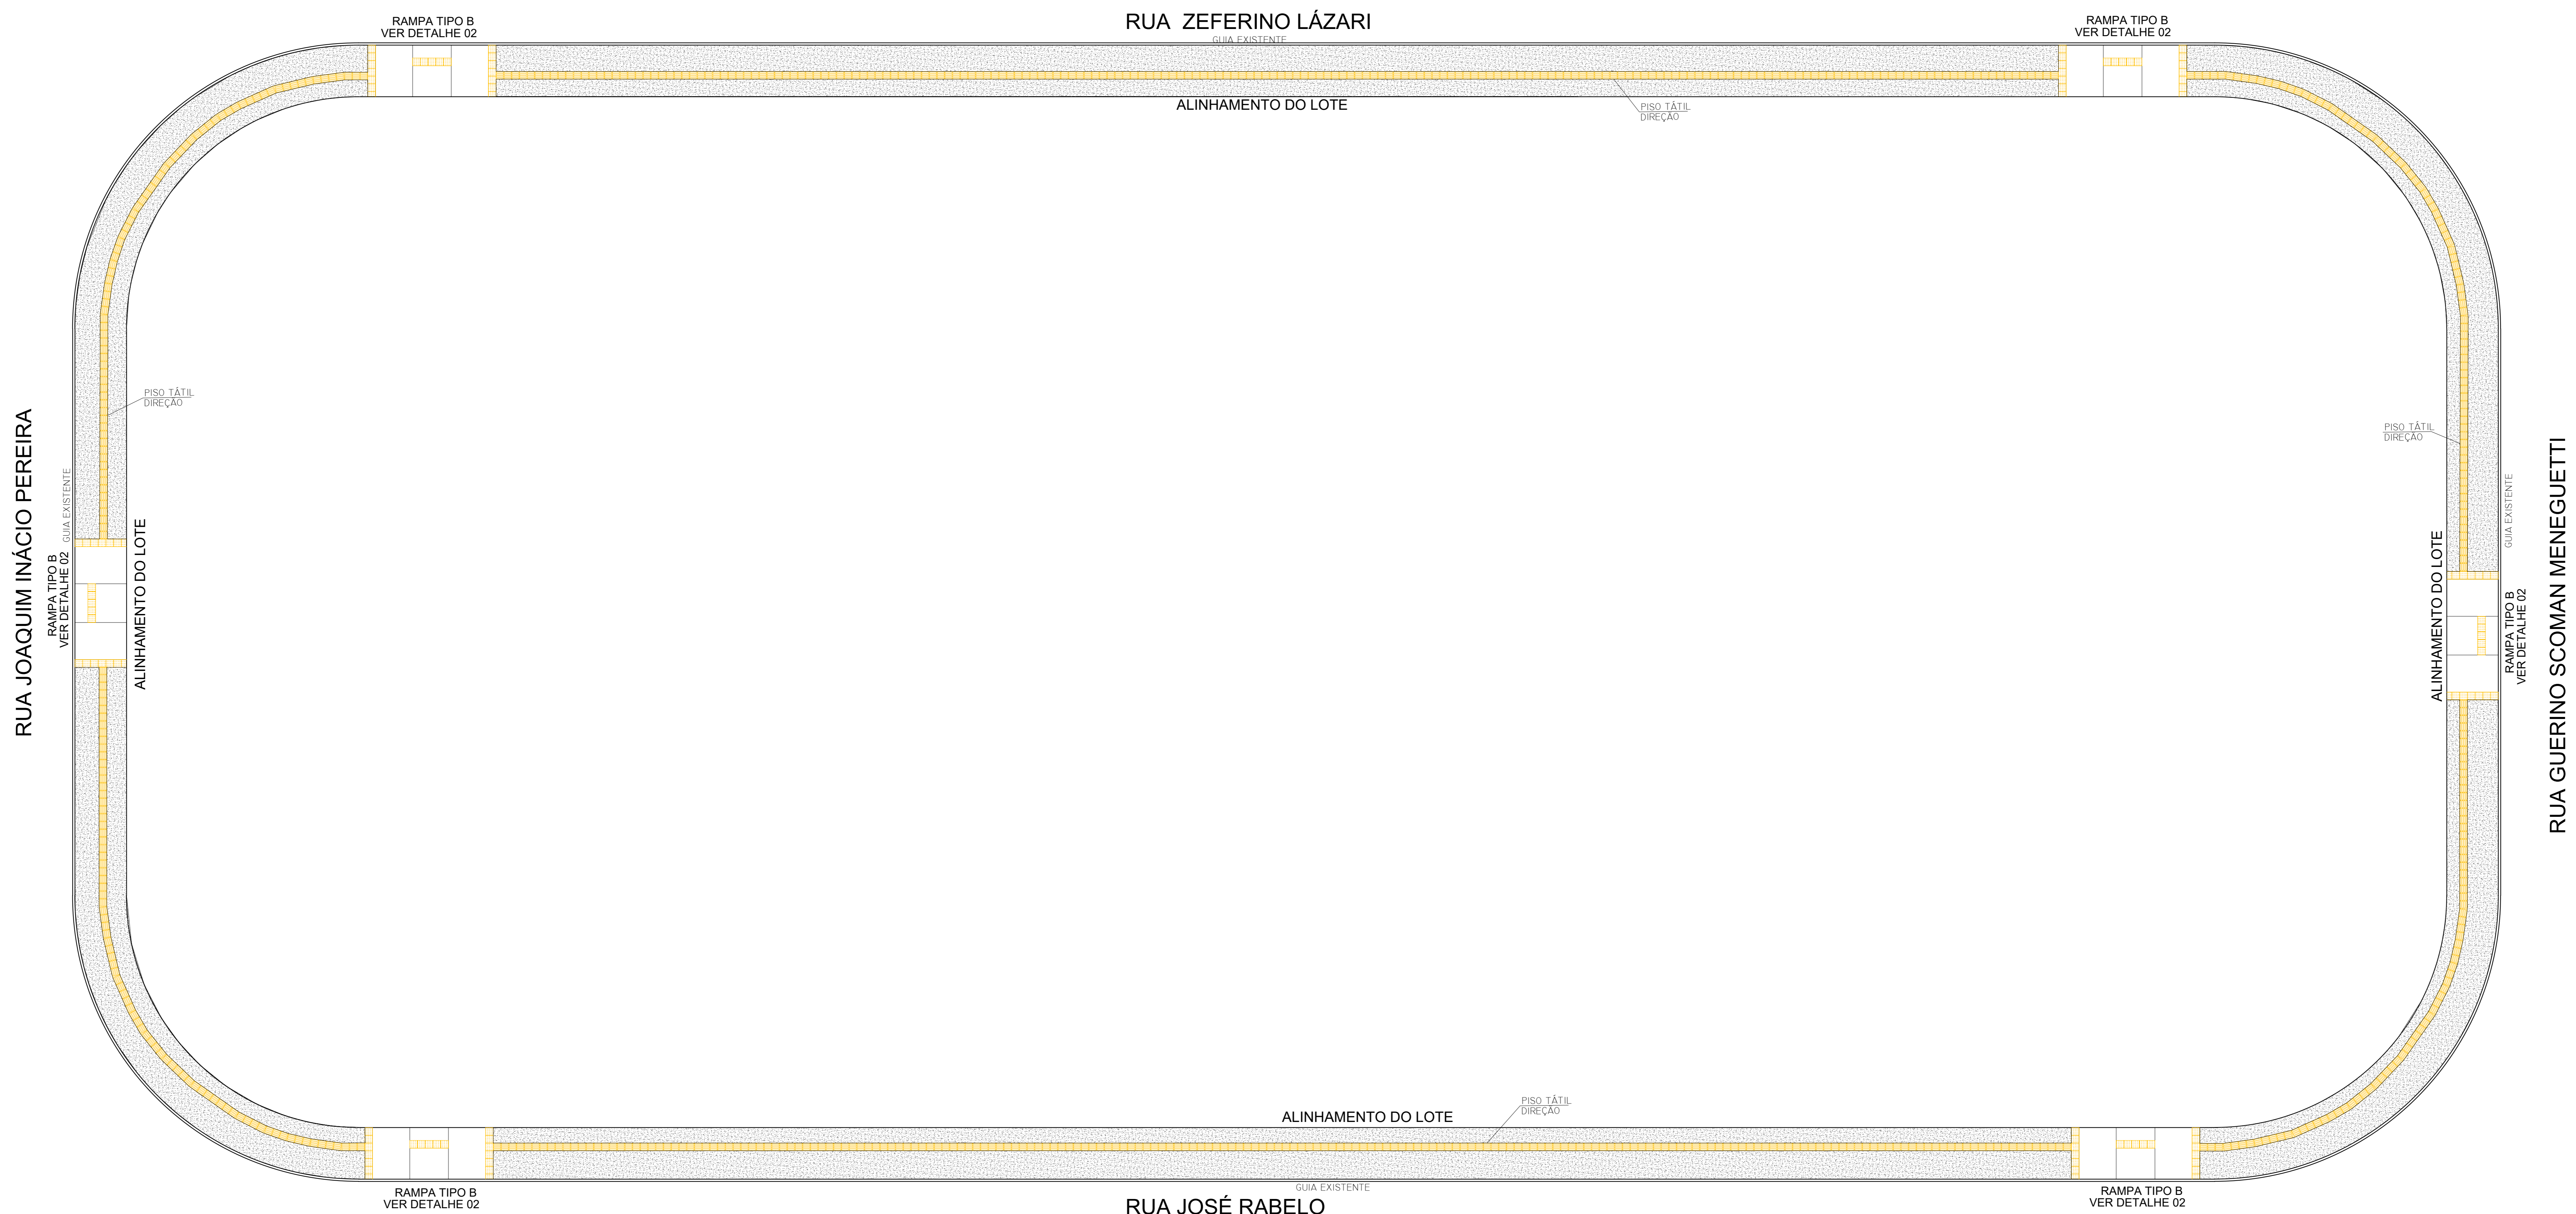 RUA ZEFERINO LÁZARI
GUIA EXISTENTE
RAMPA TIPO B
VER DETALHE 02
RAMPA TIPO B
VER DETALHE 02
ALINHAMENTO DO LOTE
PISO TÁTIL
DIREÇÃO
PISO TÁTIL
DIREÇÃO
PISO TÁTIL
DIREÇÃO
RUA JOAQUIM INÁCIO PEREIRA
GUIA EXISTENTE
RAMPA TIPO B
VER DETALHE 02
ALINHAMENTO DO LOTE
ALINHAMENTO DO LOTE
GUIA EXISTENTE
RAMPA TIPO B
VER DETALHE 02
RUA GUERINO SCOMAN MENEGUETTI
PISO TÁTIL
DIREÇÃO
ALINHAMENTO DO LOTE
GUIA EXISTENTE
RAMPA TIPO B
VER DETALHE 02
RAMPA TIPO B
VER DETALHE 02
RUA JOSÉ RABELO